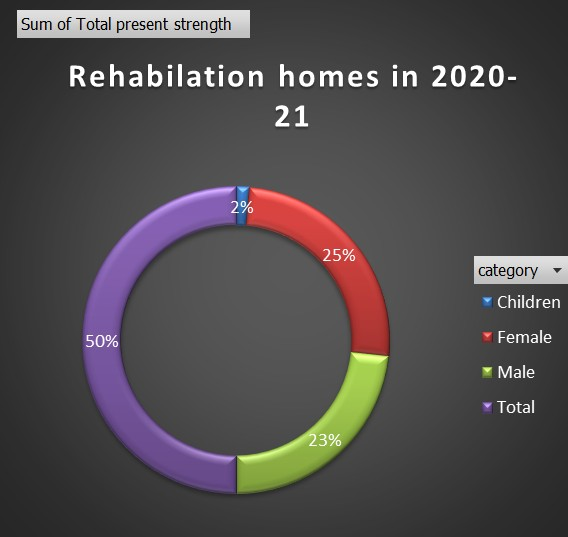 Sum of Total present strength
Rehabilation homes in 2020-
21
2%
25%
50%
23%
category
Children
Female
Male
Total